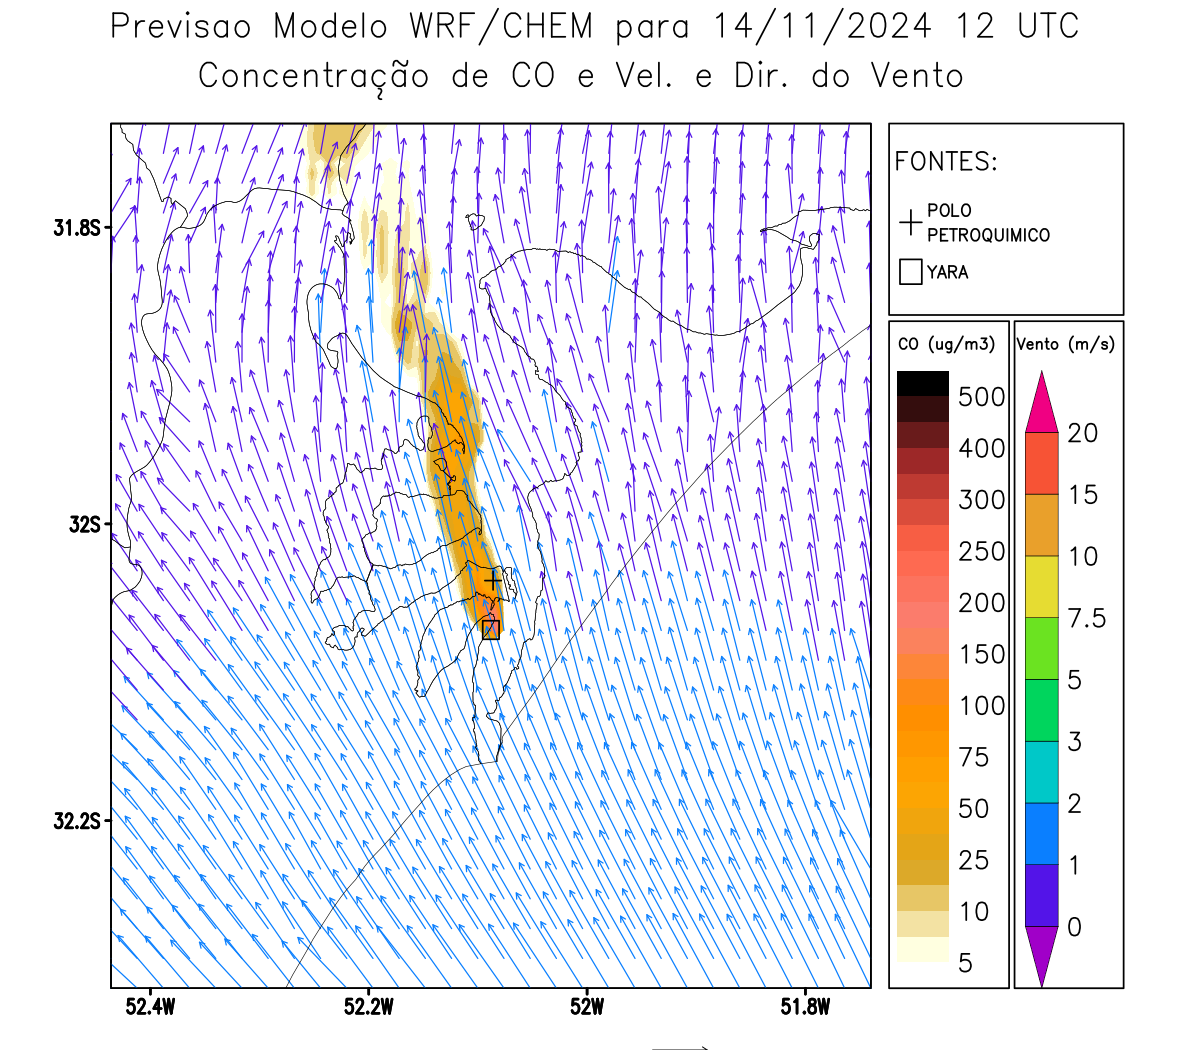 Previsao Modelo WRF/CHEM para 14/11/2024 12 UTC
Concentração de CO e Vel. e Dir. do Vento
FONTES:
POLO
PETROQUIMICO
YARA
31.8S
32S
32.2S
52.4W
52.2W
52W
51.8W
CO (ug/m3)
500
400
300
250
200
150
100
75
50
25
10
5
Vento (m/s)
20
15
10
7.5
5
3
2
1
0